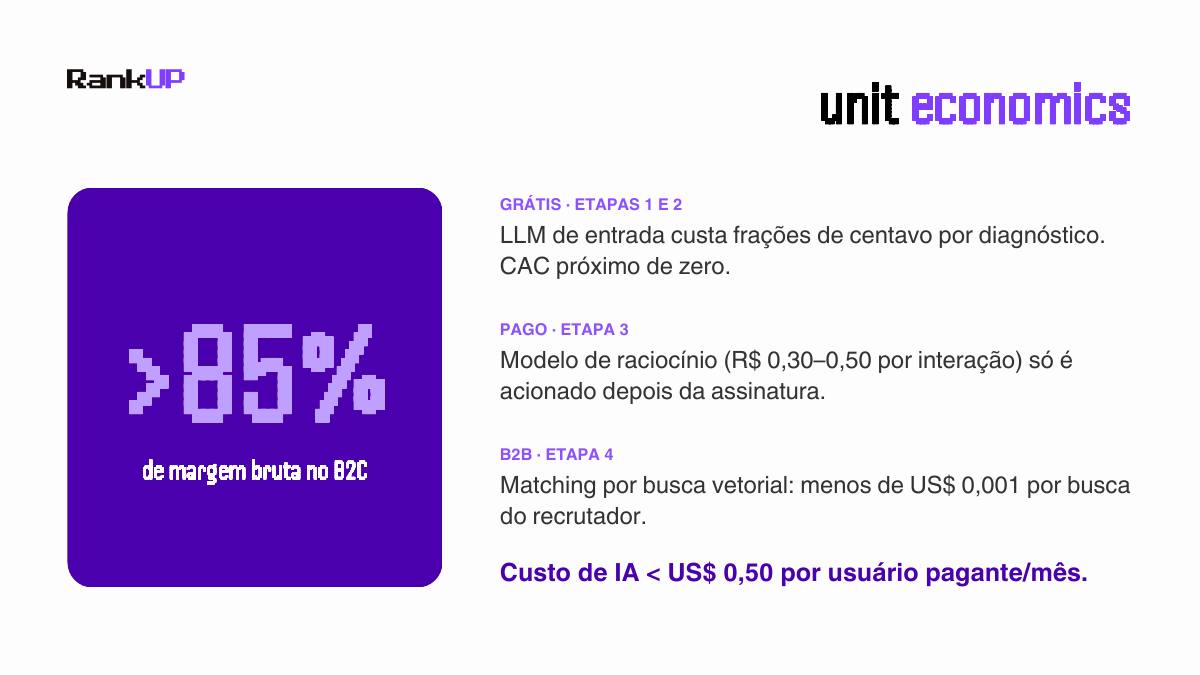 RankUP
unit economics
>85%
de margem bruta no B2C
GRÁTIS · ETAPAS 1 E 2
LLM de entrada custa frações de centavo por diagnóstico.
CAC próximo de zero.
PAGO · ETAPA 3
Modelo de raciocínio (R$ 0,30–0,50 por interação) só é
acionado depois da assinatura.
B2B · ETAPA 4
Matching por busca vetorial: menos de US$ 0,001 por busca
do recrutador.
Custo de IA < US$ 0,50 por usuário pagante/mês.